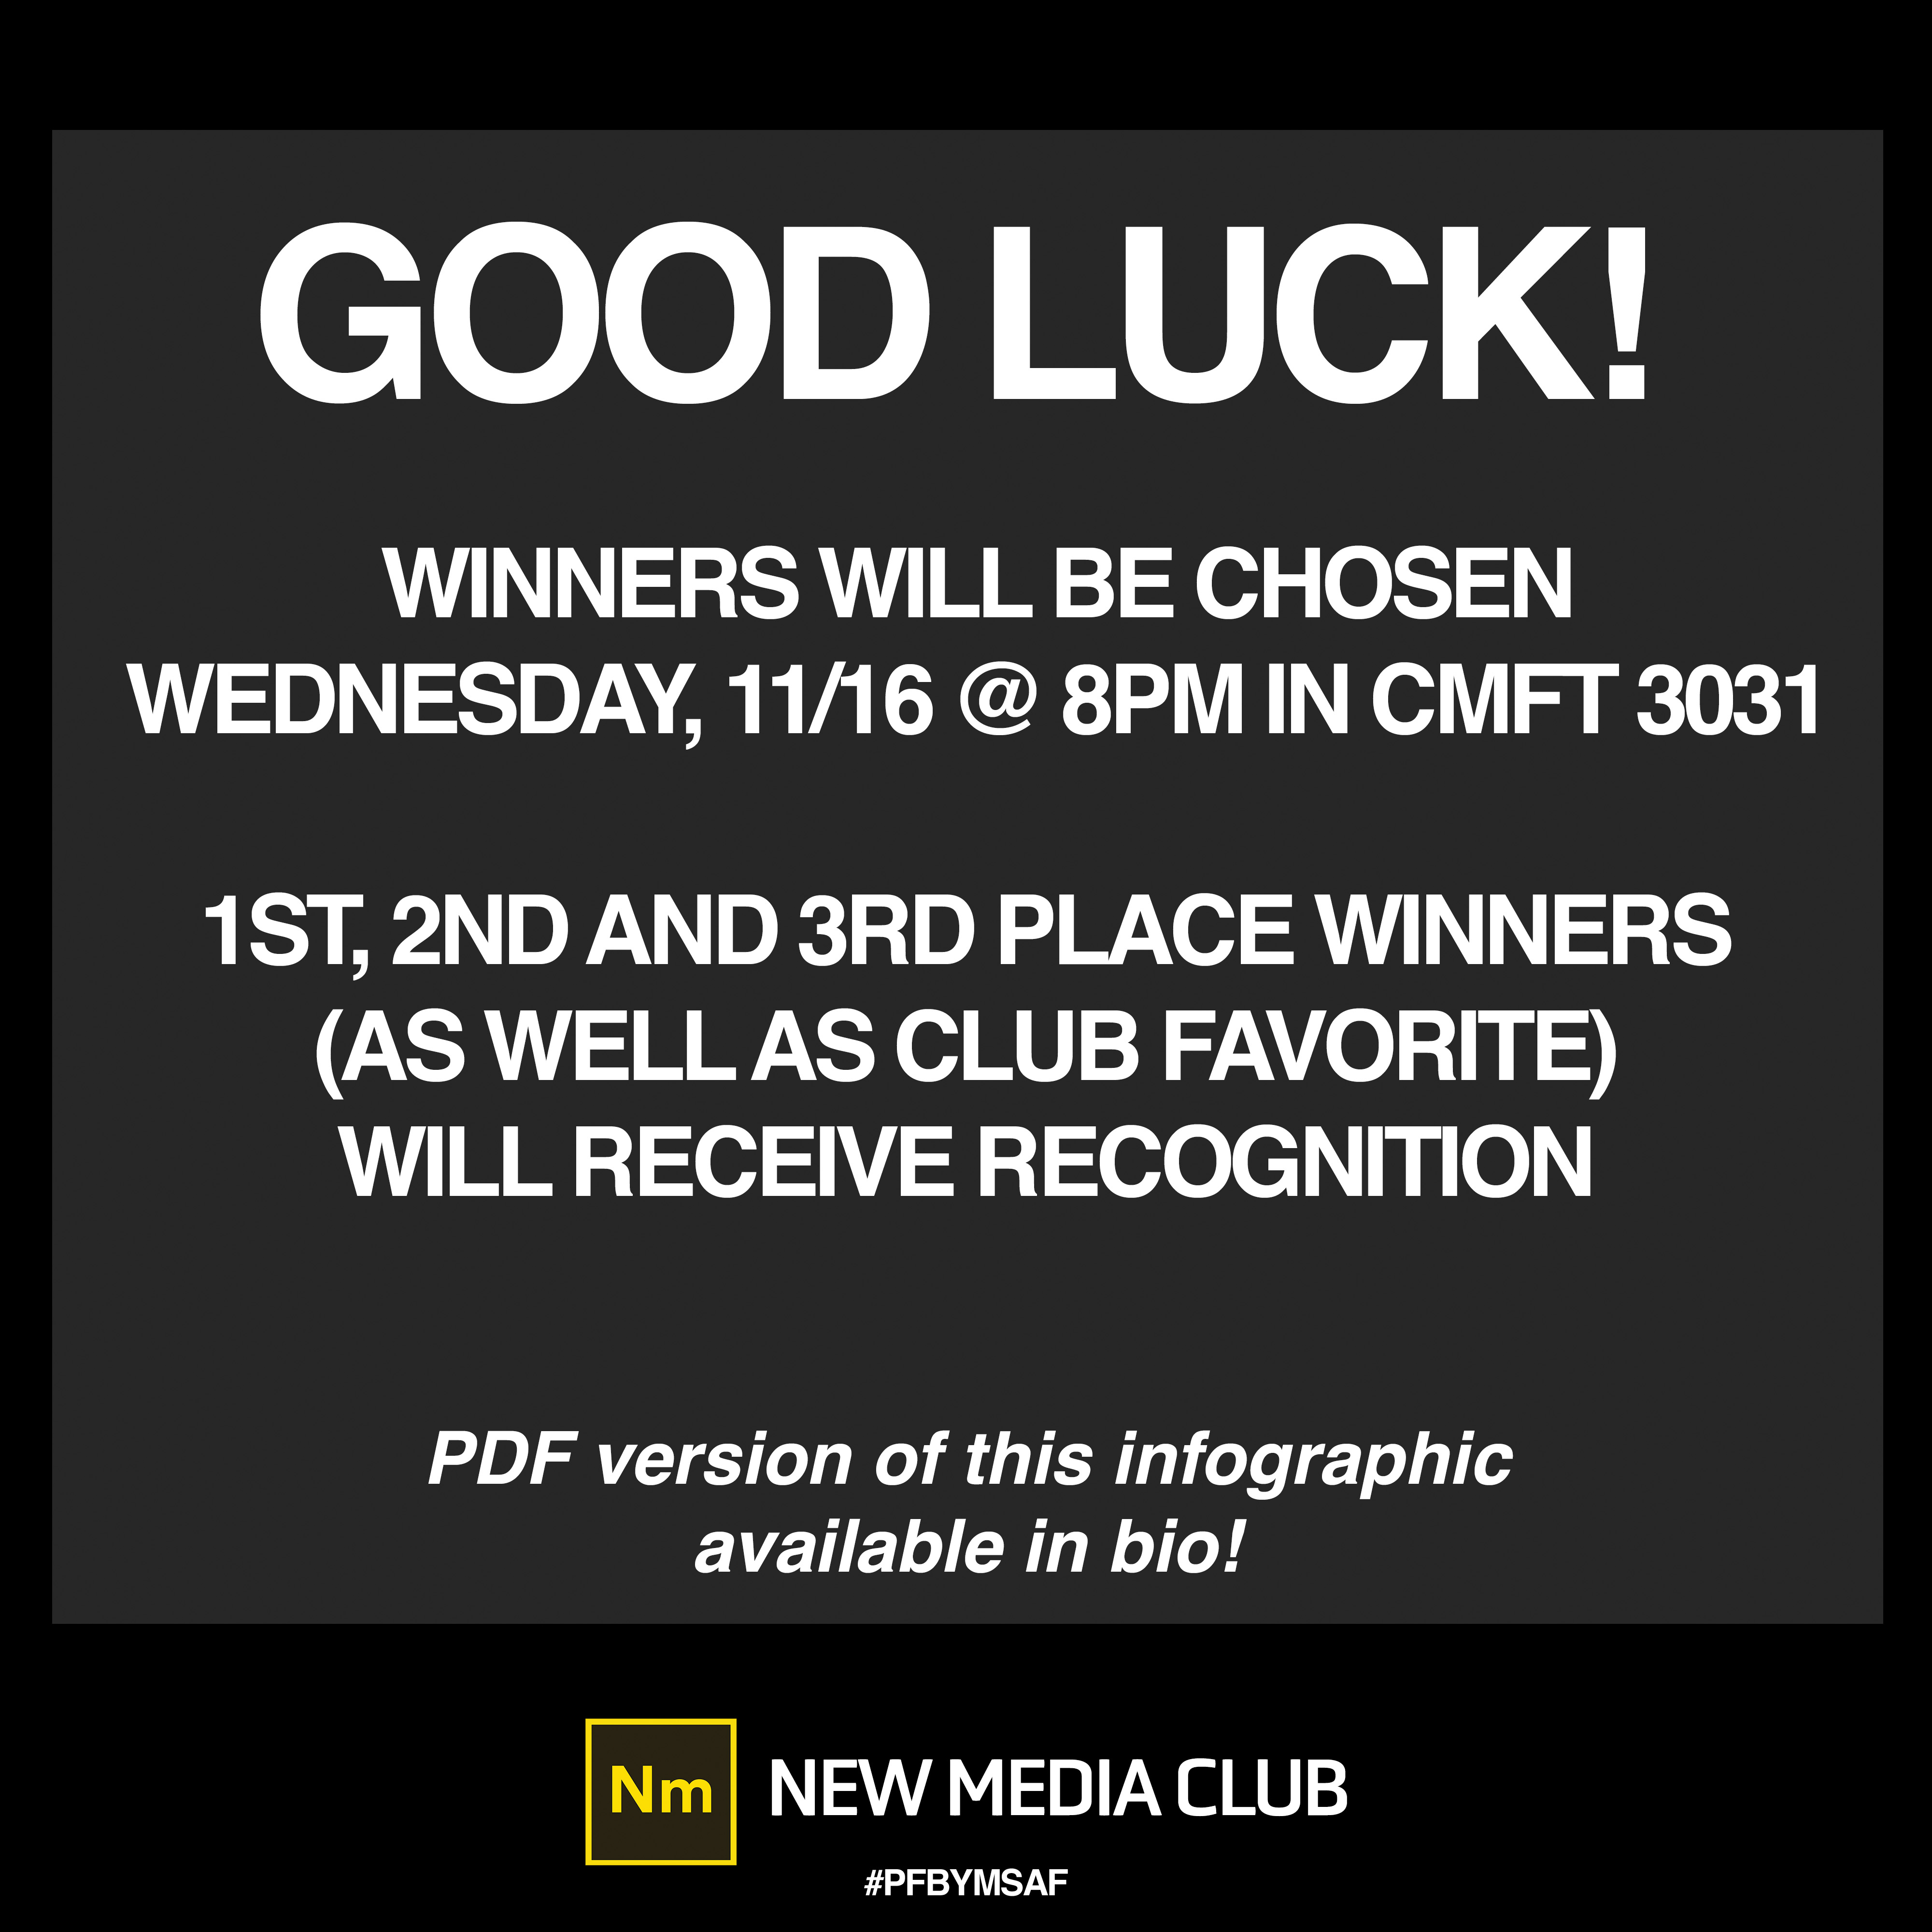 GOOD LUCK!
WINNERS WILL BE CHOSEN
WEDNESDAY, 11/16 @ 8PM IN CMFT 3031
1ST, 2ND AND 3RD PLACE WINNERS
(AS WELL AS CLUB FAVORITE)
WILL RECEIVE RECOGNITION
PDF version of this infographic
available in bio!
Nm NEW MEDIA CLUB
#PFBYMSAF